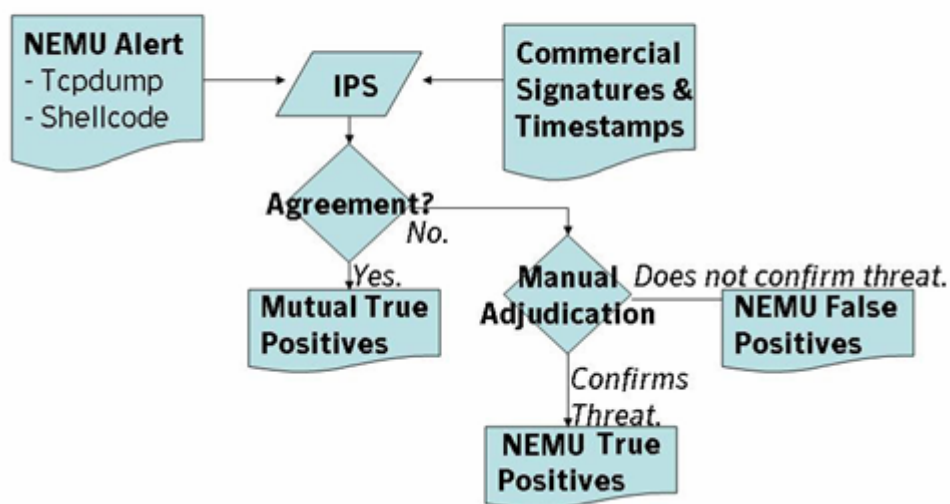 NEMU Alert
- Tcpdump
- Shellcode
IPS
Commercial
Signatures &
Timestamps
Agreement?
No.
Yes.
Mutual True
Positives
Manual
Adjudication
Does not confirm threat.
NEMU False
Positives
Confirms
Threat.
NEMU True
Positives